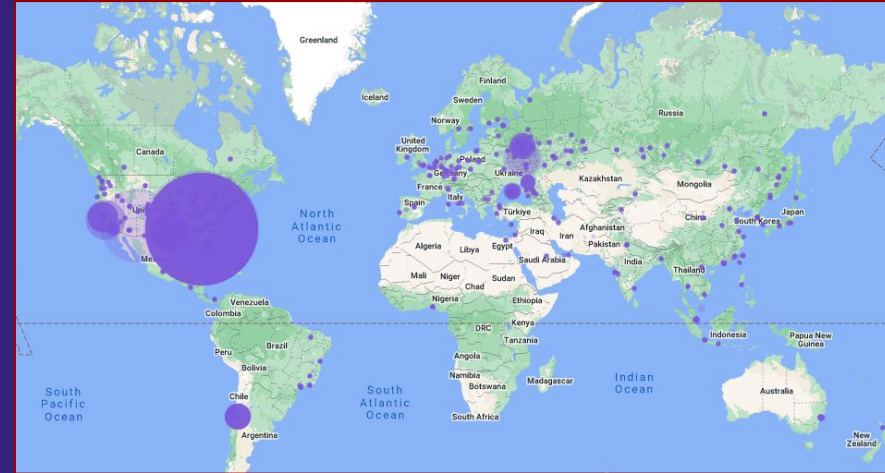 Greenland
Iceland
Finland
Sweden
Norway
Russia
Canada
United
Kingdom
Poland
Germany
Ukraine
Kazakhstan
France
Mongolia
Italy
Spain
Türkiye
China
South Korea
Japan
North
Atlantic
Ocean
Iraq
Iran
Afghanistan
Pakistan
Algeria
Libya
Egypt
Saudi Arabia
India
Mali
Niger
Chad
Sudan
Thailand
Nigeria
Ethiopia
Venezuela
Colombia
DRC
Kenya
Indonesia
Papua New
Guinea
Tanzania
Peru
Brazil
Bolivia
Angola
Namibia
Botswana
Madagascar
South
Pacific
Ocean
South
Atlantic
Ocean
Indian
Ocean
Australia
Chile
South Africa
Argentina
New
Zealand